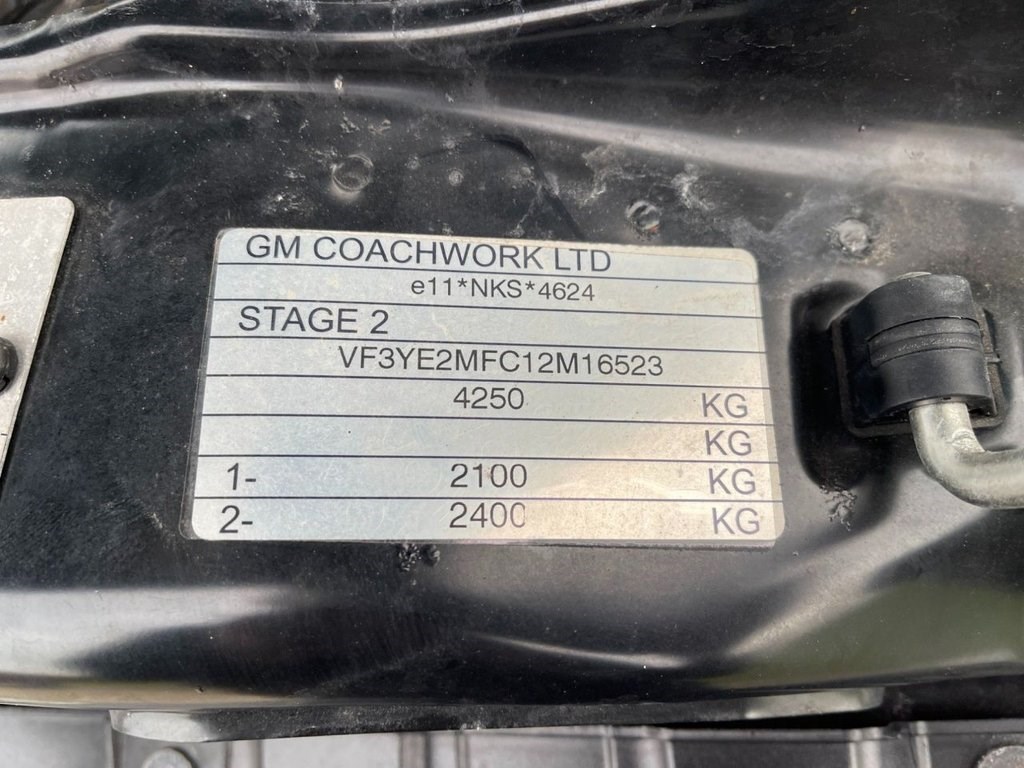 GM COACHWORK LTD
e11*NKS*4624
STAGE 2
VF3YE2MFC12M16523
4250 KG
KG
1- 2100 KG
2- 2400 KG